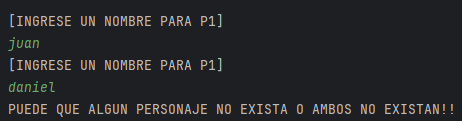 [INGRESE UN NOMBRE PARA P1]
juan
[INGRESE UN NOMBRE PARA P1]
daniel
PUEDE QUE ALGUN PERSONAJE NO EXISTA O AMBOS NO EXISTAN!!